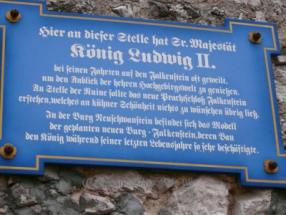 Hier an dieser Stelle hat Sr. Majestät
König Ludwig II.
bei seinen Fahrten auf den Falkenstein oft geweilt,
um den Anblick der hehren Hochgebirgswelt zu genießen.
An Stelle der Ruine sollte das neue Prachtschloß Falkenstein
erstehen, welches an kühner Schönheit nichts zu wünschen übrig ließ.
In der Burg Neuschwanstein befindet sich das Modell
der geplanten neuen Burg - Falkenstein, deren Bau
den König während seiner letzten Lebensjahre so sehr beschäftigte.